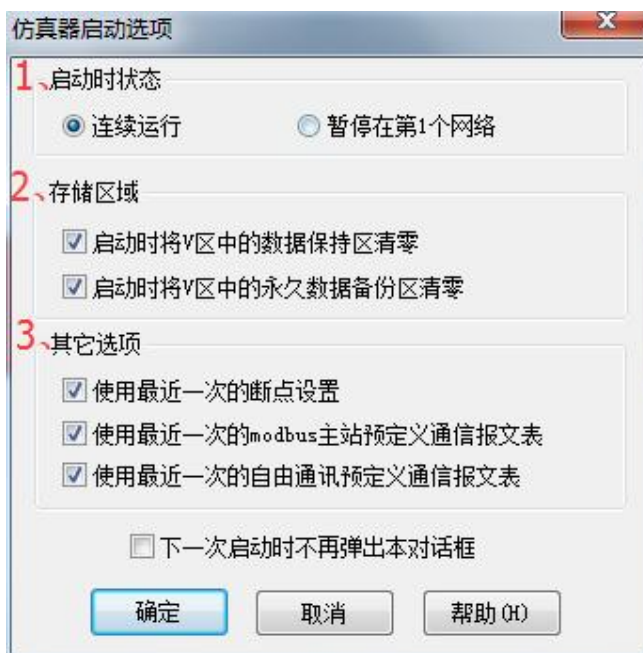 仿真器启动选项
1、启动时状态
连续运行 暂停在第1个网络
2、存储区域
启动时将V区中的数据保持区清零
启动时将V区中的永久数据备份区清零
3、其它选项
使用最近一次的断点设置
使用最近一次的modbus主站预定义通信报文表
使用最近一次的自由通讯预定义通信报文表
下一次启动时不再弹出本对话框
确定 取消 帮助(H)